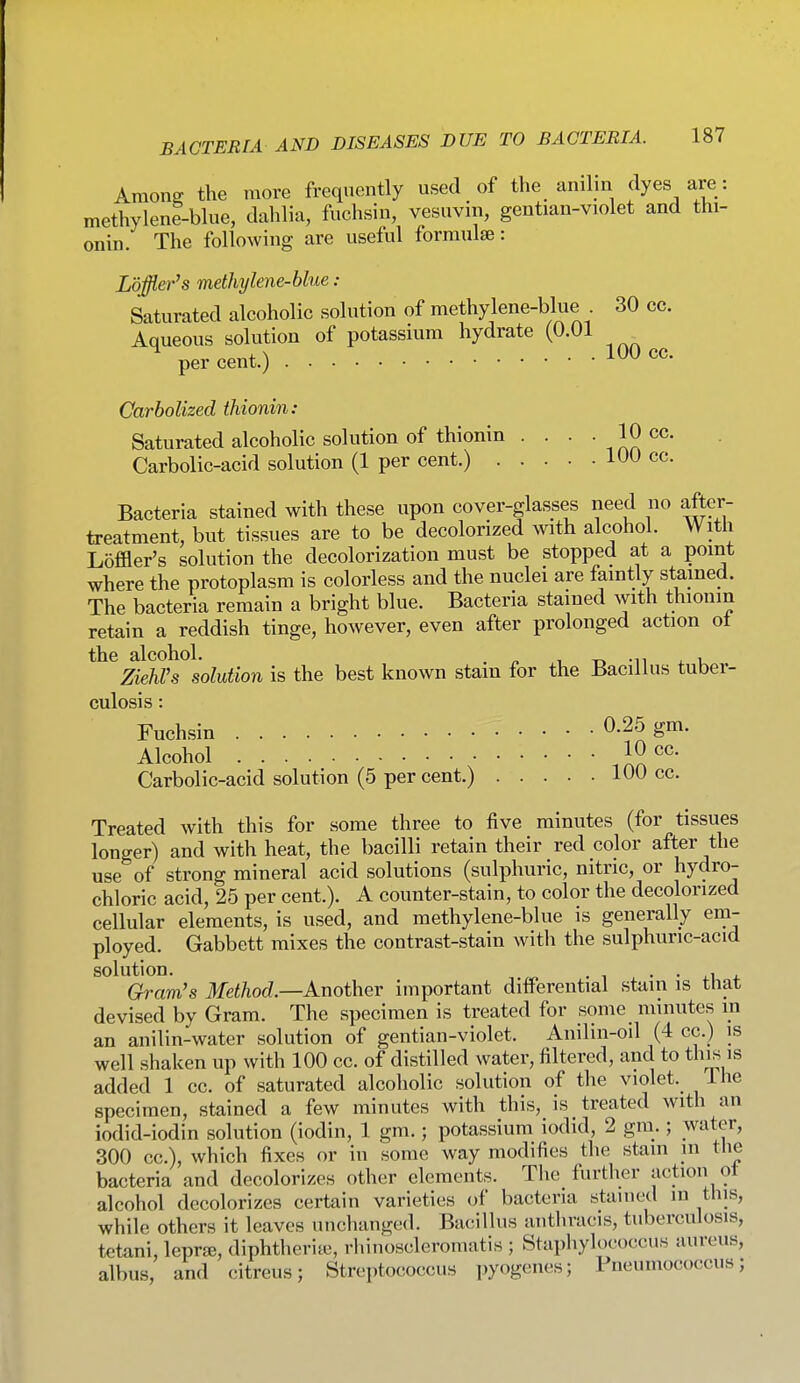 BACTERIA AND DISEASES DUE TO BACTERIA. 187
Among the more frequently used of the anilin dyes are:
methylene-blue, dahlia, fuchsin, vesuvin, gentian-violet and thi-
onin. The following are useful formulæ:
Löffler's methylene-blue:
Saturated alcoholic solution of methylene-blue . 30 cc.
Aqueous solution of potassium hydrate (0.01
per cent.) . . . . . . . . . . . . . . 100 cc.
Carbolized thionin:
Saturated alcoholic solution of thionin . . . . 10 cc.
Carbolic-acid solution (1 per cent.) . . . . . 100 cc.
Bacteria stained with these upon cover-glasses need no after-
treatment, but tissues are to be decolorized with alcohol. With
Löffler's solution the decolorization must be stopped at a point
where the protoplasm is colorless and the nuclei are faintly stained.
The bacteria remain a bright blue. Bacteria stained with thionin
retain a reddish tinge, however, even after prolonged action of
the alcohol.
Ziehl's solution is the best known stain for the Bacillus tuber-
culosis:
Fuchsin . . . . . . . . . . . . . . . 0.25 gm.
Alcohol . . . . . . . . . . . . . . . 10 cc.
Carbolic-acid solution (5 per cent.) . . . . . 100 cc.
Treated with this for some three to five minutes (for tissues
longer) and with heat, the bacilli retain their red color after the
use of strong mineral acid solutions (sulphuric, nitric, or hydro-
chloric acid, 25 per cent.). A counter-stain, to color the decolorized
cellular elements, is used, and methylene-blue is generally em-
ployed. Gabbett mixes the contrast-stain with the sulphuric-acid
solution.
Gram's Method.—Another important differential stain is that
devised by Gram. The specimen is treated for some minutes in
an anilin-water solution of gentian-violet. Anilin-oil (4 cc.) is
well shaken up with 100 cc. of distilled water, filtered, and to this is
added 1 cc. of saturated alcoholic solution of the violet. The
specimen, stained a few minutes with this, is treated with an
iodid-iodin solution (iodin, 1 gm.; potassium iodid, 2 gm.; water,
300 cc.), which fixes or in some way modifies the stain in the
bacteria and decolorizes other elements. The further action of
alcohol decolorizes certain varieties of bacteria stained in this,
while others it leaves unchanged. Bacillus anthracis, tuberculosis,
tetani, lepræ, diphtheriæ, rhinoscleromatis; Staphylococcus aureus,
albus, and citreus; Streptococcus pyogenes; Pneumococcus;